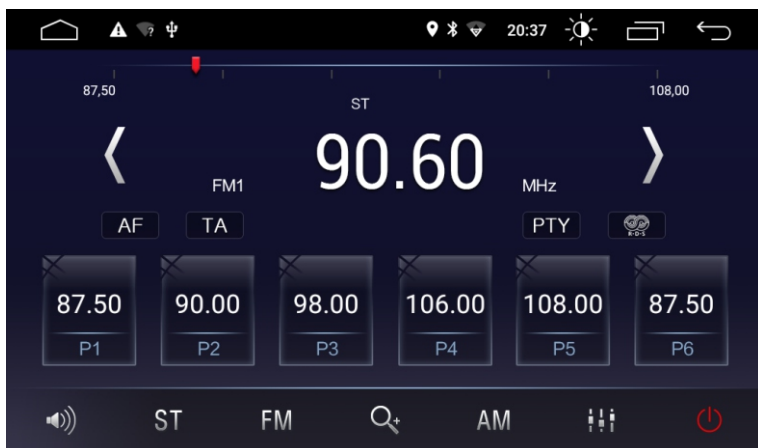 20:37
87,50
108,00
ST
90.60
FM1
MHz
AF
TA
PTY
R·D·S
87.50 90.00 98.00 106.00 108.00 87.50
P1 P2 P3 P4 P5 P6
ST FM AM